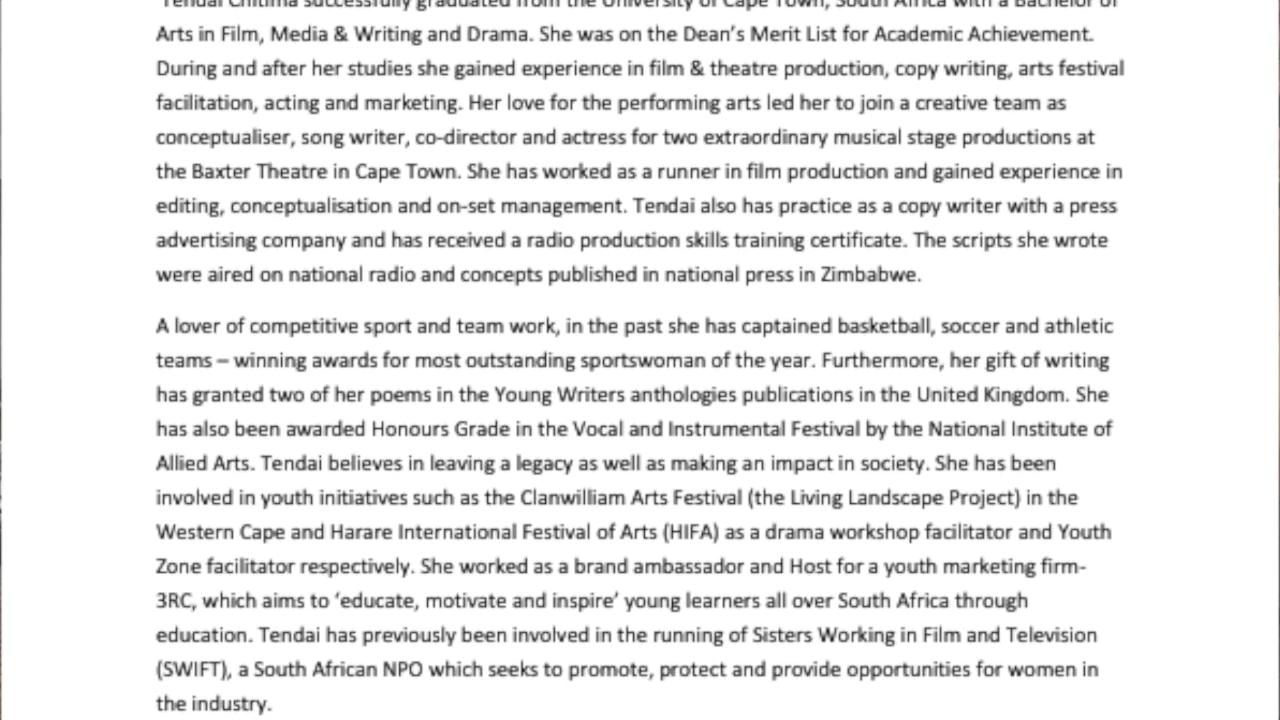 Tendai Chitima successfully graduated from the University of Cape Town, South Africa with a Bachelor of
Arts in Film, Media & Writing and Drama. She was on the Dean’s Merit List for Academic Achievement.
During and after her studies she gained experience in film & theatre production, copy writing, arts festival
facilitation, acting and marketing. Her love for the performing arts led her to join a creative team as
conceptualiser, song writer, co-director and actress for two extraordinary musical stage productions at
the Baxter Theatre in Cape Town. She has worked as a runner in film production and gained experience in
editing, conceptualisation and on-set management. Tendai also has practice as a copy writer with a press
advertising company and has received a radio production skills training certificate. The scripts she wrote
were aired on national radio and concepts published in national press in Zimbabwe.
A lover of competitive sport and team work, in the past she has captained basketball, soccer and athletic
teams – winning awards for most outstanding sportswoman of the year. Furthermore, her gift of writing
has granted two of her poems in the Young Writers anthologies publications in the United Kingdom. She
has also been awarded Honours Grade in the Vocal and Instrumental Festival by the National Institute of
Allied Arts. Tendai believes in leaving a legacy as well as making an impact in society. She has been
involved in youth initiatives such as the Clanwilliam Arts Festival (the Living Landscape Project) in the
Western Cape and Harare International Festival of Arts (HIFA) as a drama workshop facilitator and Youth
Zone facilitator respectively. She worked as a brand ambassador and Host for a youth marketing firm-
3RC, which aims to ‘educate, motivate and inspire’ young learners all over South Africa through
education. Tendai has previously been involved in the running of Sisters Working in Film and Television
(SWIFT), a South African NPO which seeks to promote, protect and provide opportunities for women in
the industry.